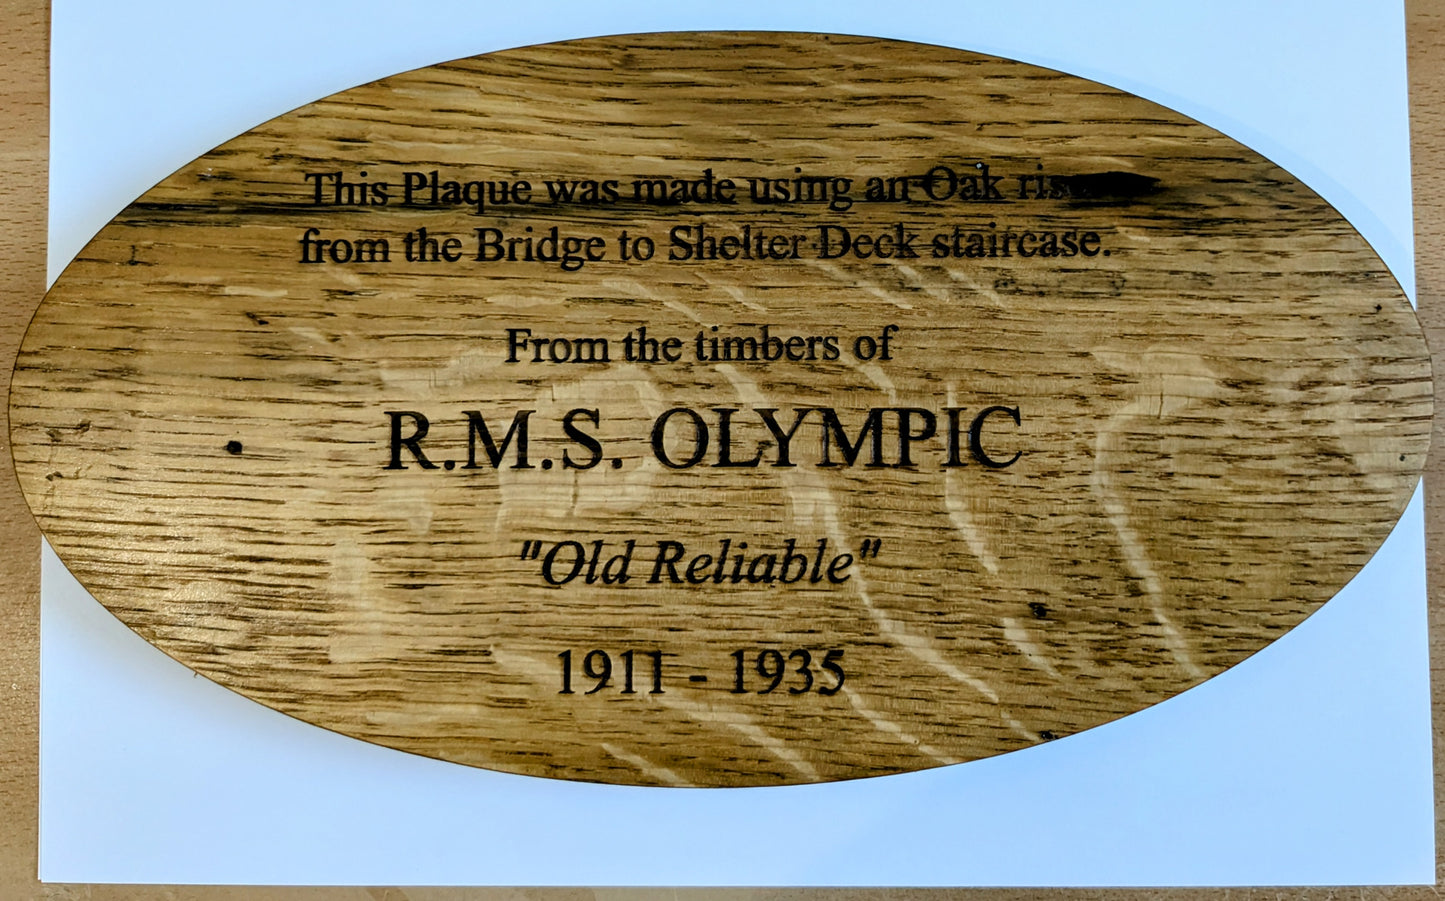 This Plaque was made using an Oak
from the Bridge to Shelter Deck staircase.
From the timbers of
R.M.S. OLYMPIC
"Old Reliable"
1911 - 1935